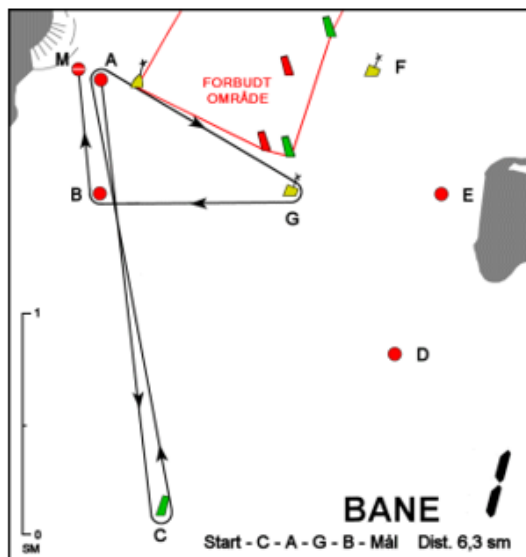 M
A
F
FORBUDT
OMRÅDE
B
E
G
1
D
C
0
SM
BANE 1
Start - C - A - G - B - Mål Dist. 6,3 sm